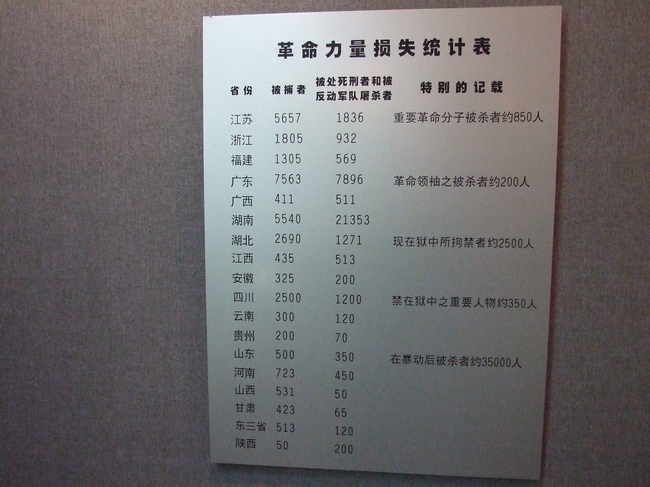 革命力量损失统计表
省份 被捕者 被处死刑者和被反动军队屠杀者 特别的记载
江苏 5657 1836 重要革命分子被杀者约850人
浙江 1805 932
福建 1305 569
广东 7563 7896 革命领袖之被杀者约200人
广西 411 511
湖南 5540 21353
湖北 2690 1271 现在狱中所拘禁者约2500人
江西 435 513
安徽 325 200
四川 2500 1200 禁在狱中之重要人物约350人
云南 300 120
贵州 200 70
山东 500 350 在暴动后被杀者约35000人
河南 723 450
山西 531 50
甘肃 423 65
东三省 513 120
陕西 50 200